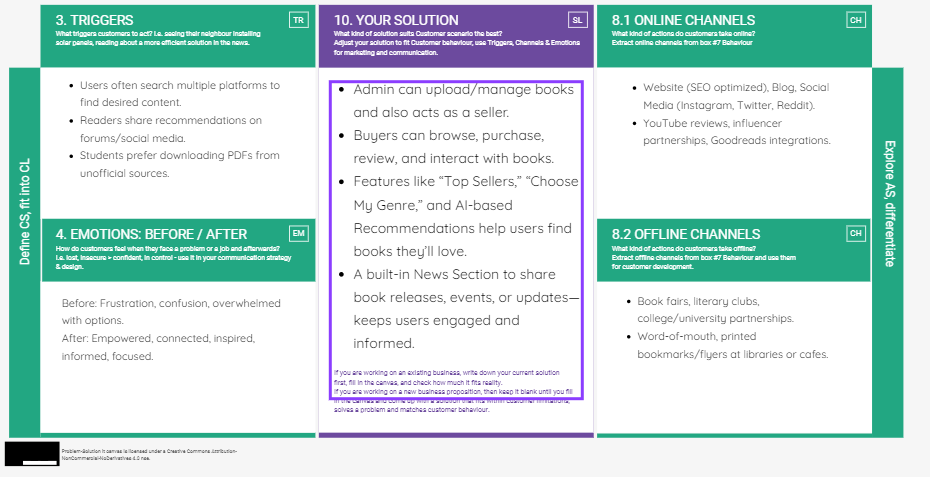 3. TRIGGERS
TR
What triggers customers to act? i.e. seeing their neighbour installing
solar panels, reading about a more efficient solution in the news.
Users often search multiple platforms to
find desired content.
Readers share recommendations on
forums/social media.
Students prefer downloading PDFs from
unofficial sources.
Define CS, fit into CL
4. EMOTIONS: BEFORE / AFTER
EM
How do customers feel when they face a problem or a job and afterwards?
i.e. lost, insecure > confident, in control - use it in your communication strategy
& design.
Before: Frustration, confusion, overwhelmed
with options.
After: Empowered, connected, inspired,
informed, focused.
10. YOUR SOLUTION
SL
What kind of solution suits Customer scenario the best?
Adjust your solution to fit Customer behaviour, use Triggers, Channels & Emotions
for marketing and communication.
Admin can upload/manage books
and also acts as a seller.
Buyers can browse, purchase,
review, and interact with books.
Features like “Top Sellers,” “Choose
My Genre,” and AI-based
Recommendations help users find
books they’ll love.
A built-in News Section to share
book releases, events, or updates—
keeps users engaged and
informed.
If you are working on an existing business, write down your current solution
first, fill in the canvas, and check how much it fits reality.
If you are working on a new business proposition, then keep it blank until you fill
in the canvas and come up with a solution that fits within customer limitations,
solves a problem and matches customer behaviour.
8.1 ONLINE CHANNELS
CH
What kind of actions do customers take online?
Extract online channels from box #7 Behaviour
Website (SEO optimized), Blog, Social
Media (Instagram, Twitter, Reddit).
YouTube reviews, influencer
partnerships, Goodreads integrations.
8.2 OFFLINE CHANNELS
CH
What kind of actions do customers take offline?
Extract offline channels from box #7 Behaviour and use them
for customer development.
Book fairs, literary clubs,
college/university partnerships.
Word-of-mouth, printed
bookmarks/flyers at libraries or cafes.
Explore AS, differentiate
Problem-Solution fit canvas is licensed under a Creative Commons Attribution-
NonCommercial-NoDerivatives 4.0